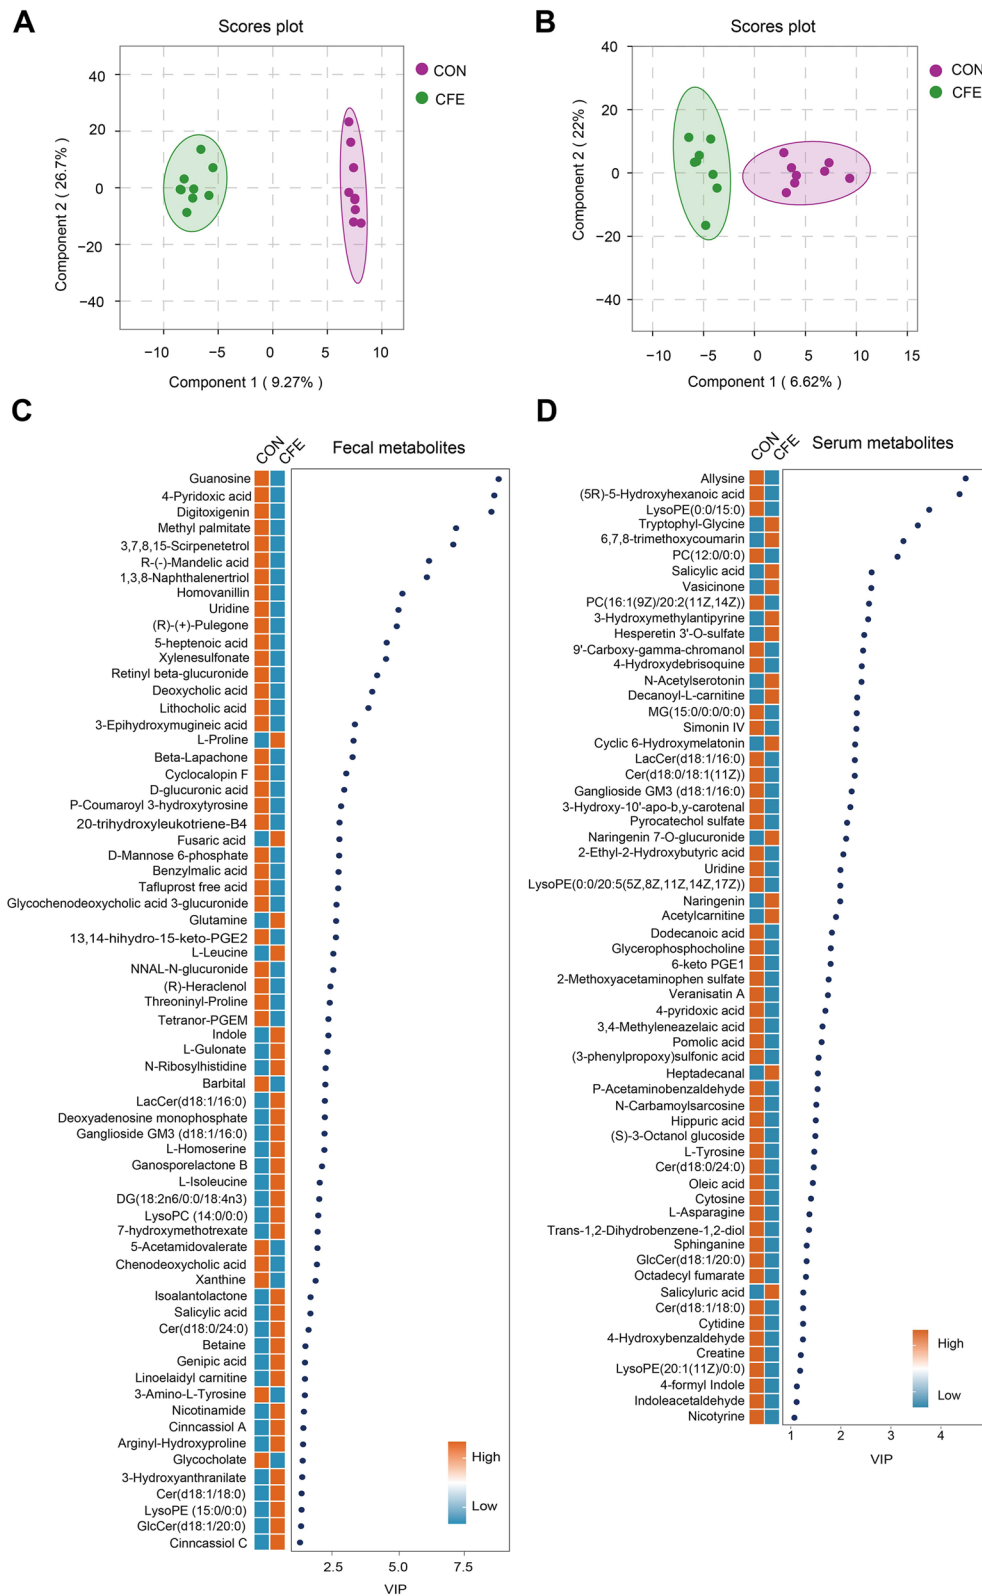 A
Scores plot
Component 2 ( 26.7% )
40
20
0
−20
−40
−10
−5
0
5
10
Component 1 ( 9.27% )
CON
CFE
B
Scores plot
Component 2 ( 22% )
40
20
0
−20
−40
−10
−5
0
5
10
15
Component 1 ( 6.62% )
CON
CFE
C
CON
CFE
Fecal metabolites
Guanosine
4-Pyridoxic acid
Digitoxigenin
Methyl palmitate
3,7,8,15-Scirpenetetrol
R-(-)-Mandelic acid
1,3,8-Naphthalenertriol
Homovanillin
Uridine
(R)-(+)-Pulegone
5-heptenoic acid
Xylenesulfonate
Retinyl beta-glucuronide
Deoxycholic acid
Lithocholic acid
3-Epihydroxymugineic acid
L-Proline
Beta-Lapachone
Cyclocalopin F
D-glucuronic acid
P-Coumaroyl 3-hydroxytyrosine
20-trihydroxyleukotriene-B4
Fusaric acid
D-Mannose 6-phosphate
Benzylmalic acid
Tafluprost free acid
Glycochenodeoxycholic acid 3-glucuronide
Glutamine
13,14-hihydro-15-keto-PGE2
L-Leucine
NNAL-N-glucuronide
(R)-Heraclenol
Threoninyl-Proline
Tetranor-PGEM
Indole
L-Gulonate
N-Ribosylhistidine
Barbital
LacCer(d18:1/16:0)
Deoxyadenosine monophosphate
Ganglioside GM3 (d18:1/16:0)
L-Homoserine
Ganosporelactone B
L-Isoleucine
DG(18:2n6/0:0/18:4n3)
LysoPC (14:0/0:0)
7-hydroxymethotrexate
5-Acetamidovalerate
Chenodeoxycholic acid
Xanthine
Isoalantolactone
Salicylic acid
Cer(d18:0/24:0)
Betaine
Genipic acid
Linoelaidyl carnitine
3-Amino-L-Tyrosine
Nicotinamide
Cinncassiol A
Arginyl-Hydroxyproline
Glycocholate
3-Hydroxyanthranilate
Cer(d18:1/18:0)
LysoPE (15:0/0:0)
GlcCer(d18:1/20:0)
Cinncassiol C
High
Low
2.5
5.0
7.5
VIP
D
CON
CFE
Serum metabolites
Allysine
(5R)-5-Hydroxyhexanoic acid
LysoPE(0:0/15:0)
Tryptophyl-Glycine
6,7,8-trimethoxycoumarin
PC(12:0/0:0)
Salicylic acid
Vasicinone
PC(16:1(9Z)/20:2(11Z,14Z))
3-Hydroxymethylantipyrine
Hesperetin 3'-O-sulfate
9'-Carboxy-gamma-chromanol
4-Hydroxydebrisoquine
N-Acetylserotonin
Decanoyl-L-carnitine
MG(15:0/0:0/0:0)
Simonin IV
Cyclic 6-Hydroxymelatonin
LacCer(d18:1/16:0)
Cer(d18:0/18:1(11Z))
Ganglioside GM3 (d18:1/16:0)
3-Hydroxy-10'-apo-b,y-carotenal
Pyrocatechol sulfate
Naringenin 7-O-glucuronide
2-Ethyl-2-Hydroxybutyric acid
Uridine
LysoPE(0:0/20:5(5Z,8Z,11Z,14Z,17Z))
Naringenin
Acetylcarnitine
Dodecanoic acid
Glycerophosphocholine
6-keto PGE1
2-Methoxyacetaminophen sulfate
Veranisatin A
4-pyridoxic acid
3,4-Methyleneazelaic acid
Pomolic acid
(3-phenylpropoxy)sulfonic acid
Heptadecanal
P-Acetaminobenzaldehyde
N-Carbamoylsarcosine
Hippuric acid
(S)-3-Octanol glucoside
L-Tyrosine
Cer(d18:0/24:0)
Oleic acid
Cytosine
L-Asparagine
Trans-1,2-Dihydrobenzene-1,2-diol
Sphinganine
GlcCer(d18:1/20:0)
Octadecyl fumarate
Salicyluric acid
Cer(d18:1/18:0)
Cytidine
4-Hydroxybenzaldehyde
Creatine
LysoPE(20:1(11Z)/0:0)
4-formyl Indole
Indoleacetaldehyde
Nicotyrine
High
Low
1
2
3
4
VIP